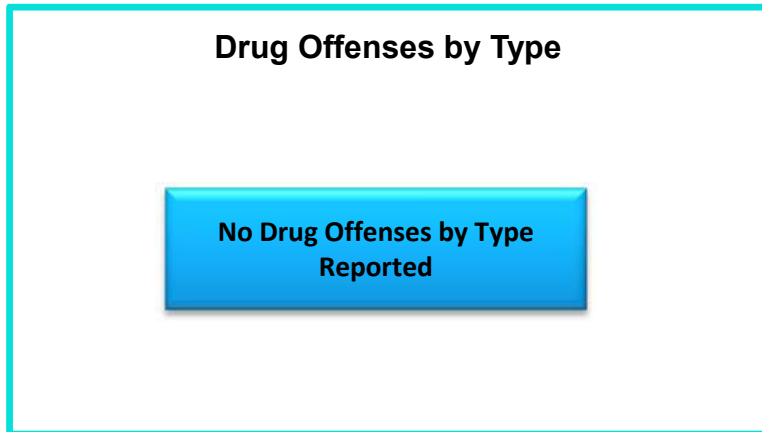 Drug Offenses by Type
No Drug Offenses by Type
Reported